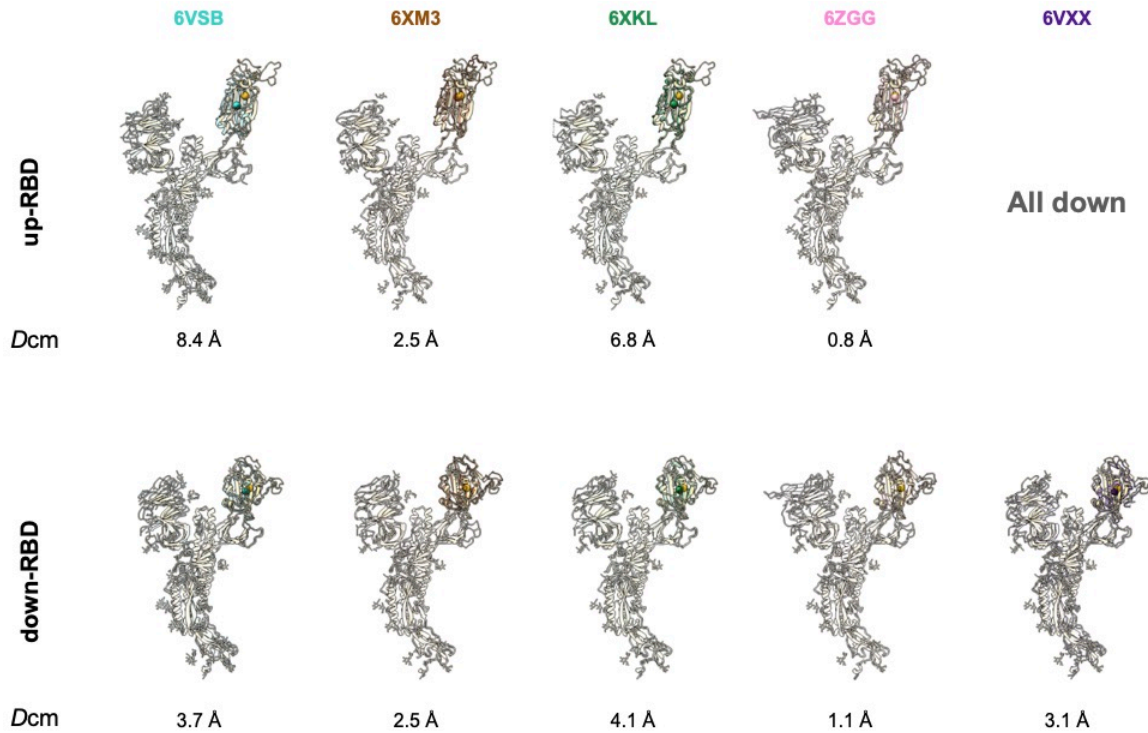 6VSB 6XM3 6XKL 6ZGG 6VXX
up-RBD
All down
Dcm 8.4 Å 2.5 Å 6.8 Å 0.8 Å
down-RBD
Dcm 3.7 Å 2.5 Å 4.1 Å 1.1 Å 3.1 Å